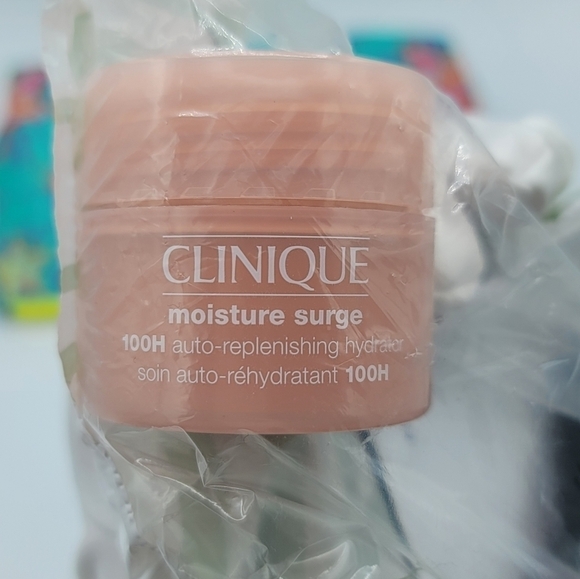 CLINIQUE
moisture surge
100H auto-replenishing hydrator
soin auto-réhydratant 100H